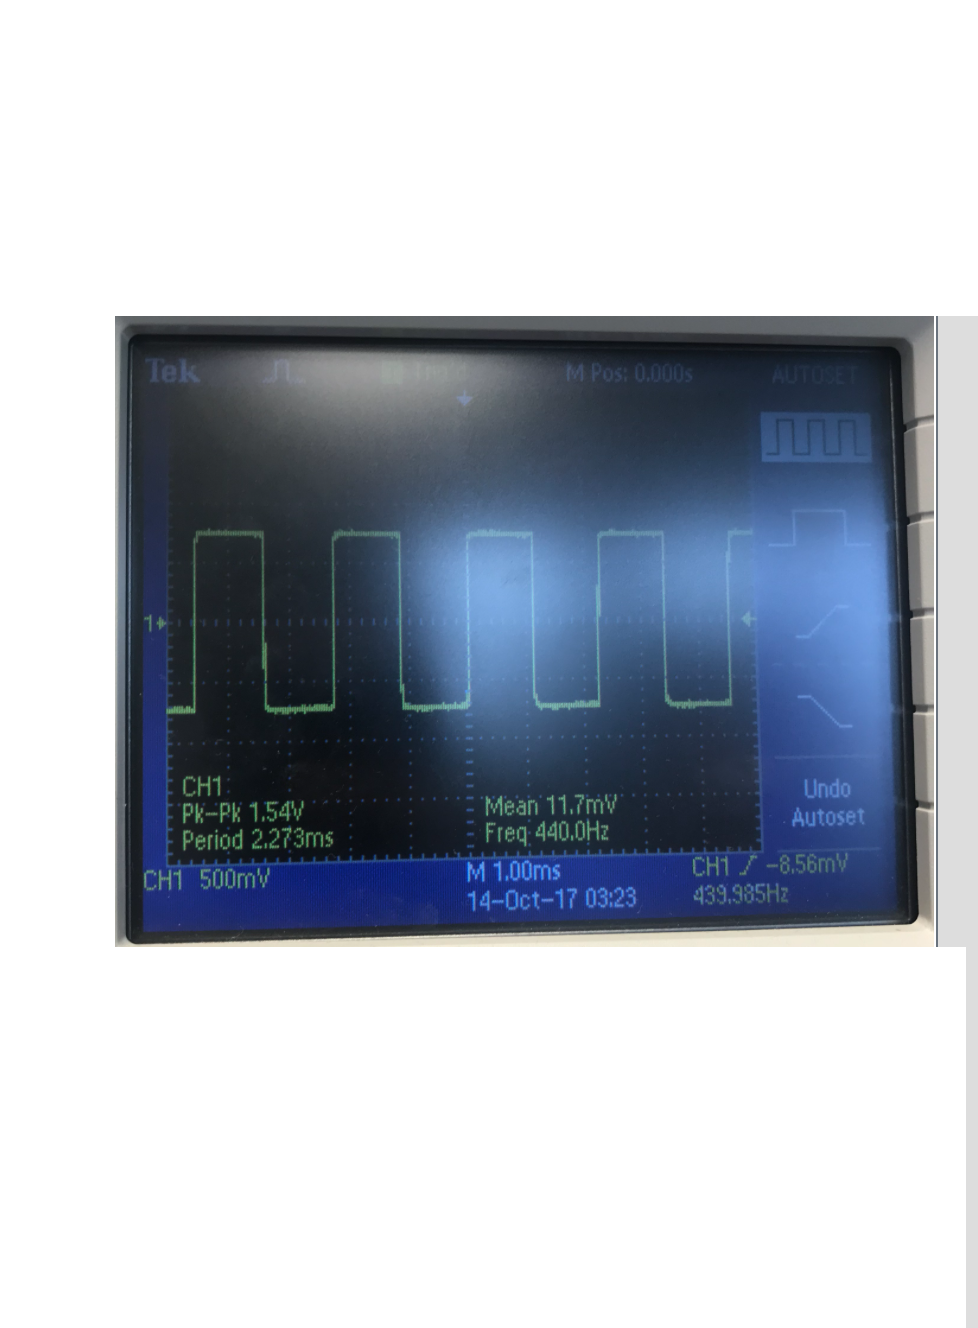 Tek
M Pos: 0.000s
AUTOSET
1
CH1
Pk-Pk 1.54V
Mean 11.7mV
Period 2.273ms
Freq 440.0Hz
Undo
Autoset
CH1 500mV
M 1.00ms
CH1 -8.56mV
14-Oct-17 03:23
439.985Hz